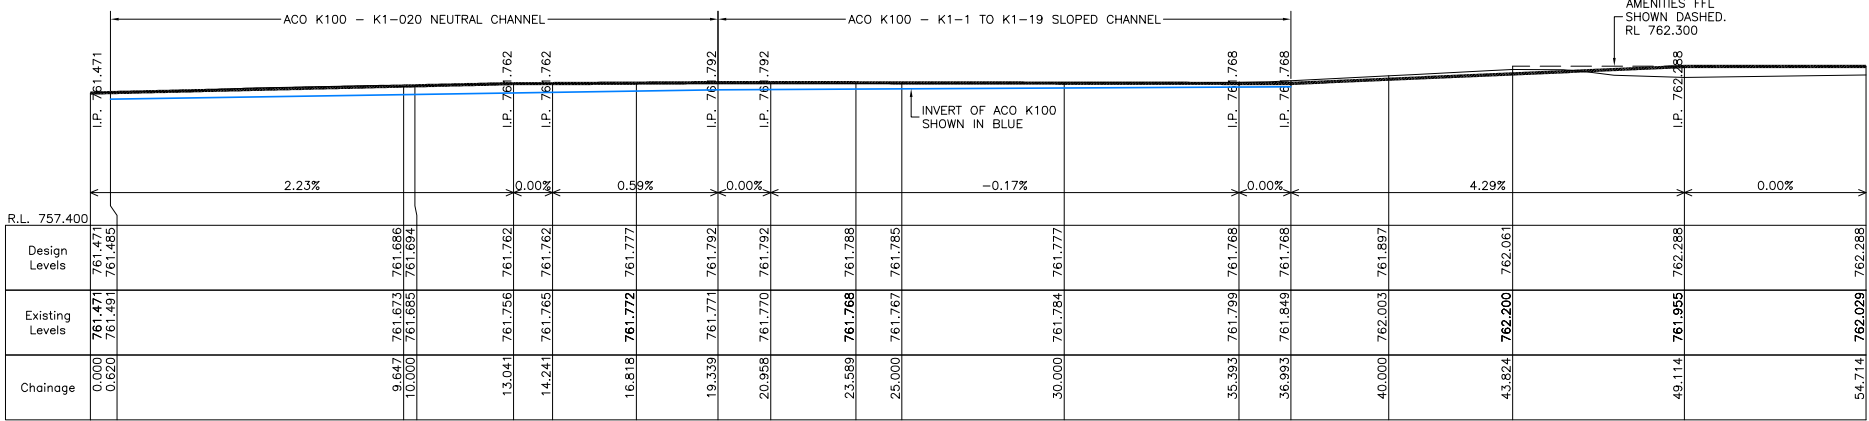 ACO K100 - K1-020 NEUTRAL CHANNEL
ACO K100 - K1-1 TO K1-19 SLOPED CHANNEL
AMENITIES FFL
SHOWN DASHED.
RL 762.300
I.P. 761.471
I.P. 761.762
I.P. 761.762
I.P. 761.792
I.P. 761.792
I.P. 761.768
I.P. 761.768
I.P. 762.288
INVERT OF ACO K100
SHOWN IN BLUE
2.23%
0.00%
0.59%
0.00%
-0.17%
0.00%
4.29%
0.00%
R.L. 757.400
Design
Levels
761.471
761.485
761.686
761.694
761.762
761.762
761.777
761.792
761.792
761.788
761.785
761.777
761.768
761.768
761.897
762.061
762.288
762.288
Existing
Levels
761.471
761.491
761.673
761.685
761.756
761.765
761.772
761.771
761.770
761.768
761.767
761.784
761.799
761.849
762.003
762.200
761.955
762.029
Chainage
0.000
0.620
9.647
10.000
13.041
14.241
16.818
19.339
20.958
23.589
25.000
30.000
35.393
36.993
40.000
43.824
49.114
54.714